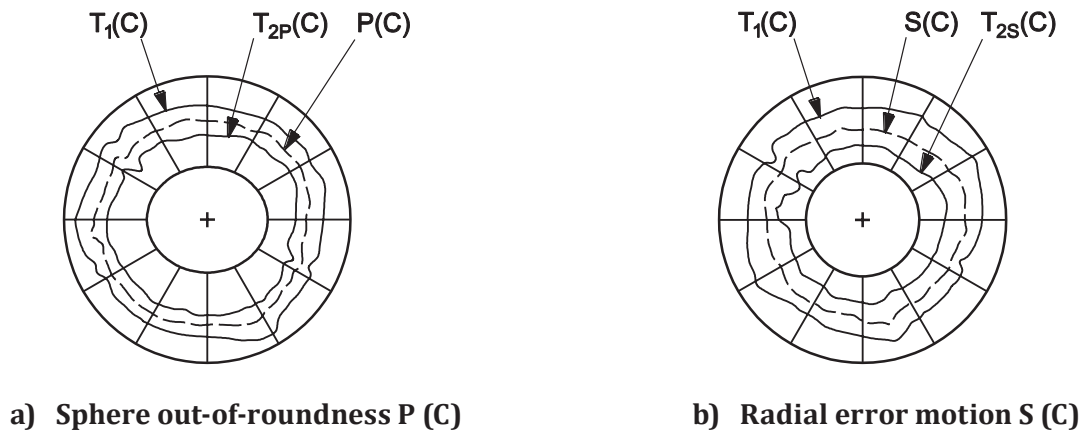 T₁(C) T₂P(C) P(C) T₁(C) S(C) T₂S(C)
a) Sphere out-of-roundness P (C) b) Radial error motion S (C)